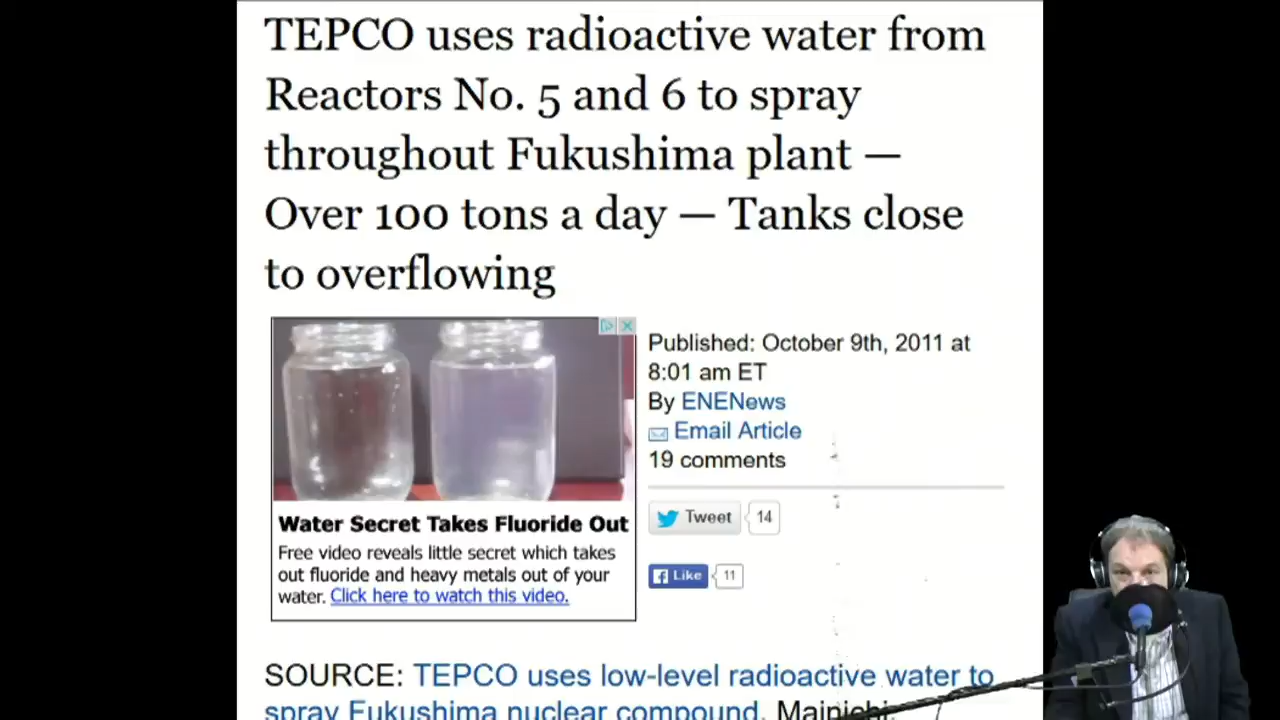 TEPCO uses radioactive water from
Reactors No. 5 and 6 to spray
throughout Fukushima plant —
Over 100 tons a day — Tanks close
to overflowing
Published: October 9th, 2011 at
8:01 am ET
By ENENews
Email Article
19 comments
Tweet 14
Like 11
Water Secret Takes Fluoride Out
Free video reveals little secret which takes
out fluoride and heavy metals out of your
water. Click here to watch this video.
SOURCE: TEPCO uses low-level radioactive water to
spray Fukushima nuclear compound, Mainichi